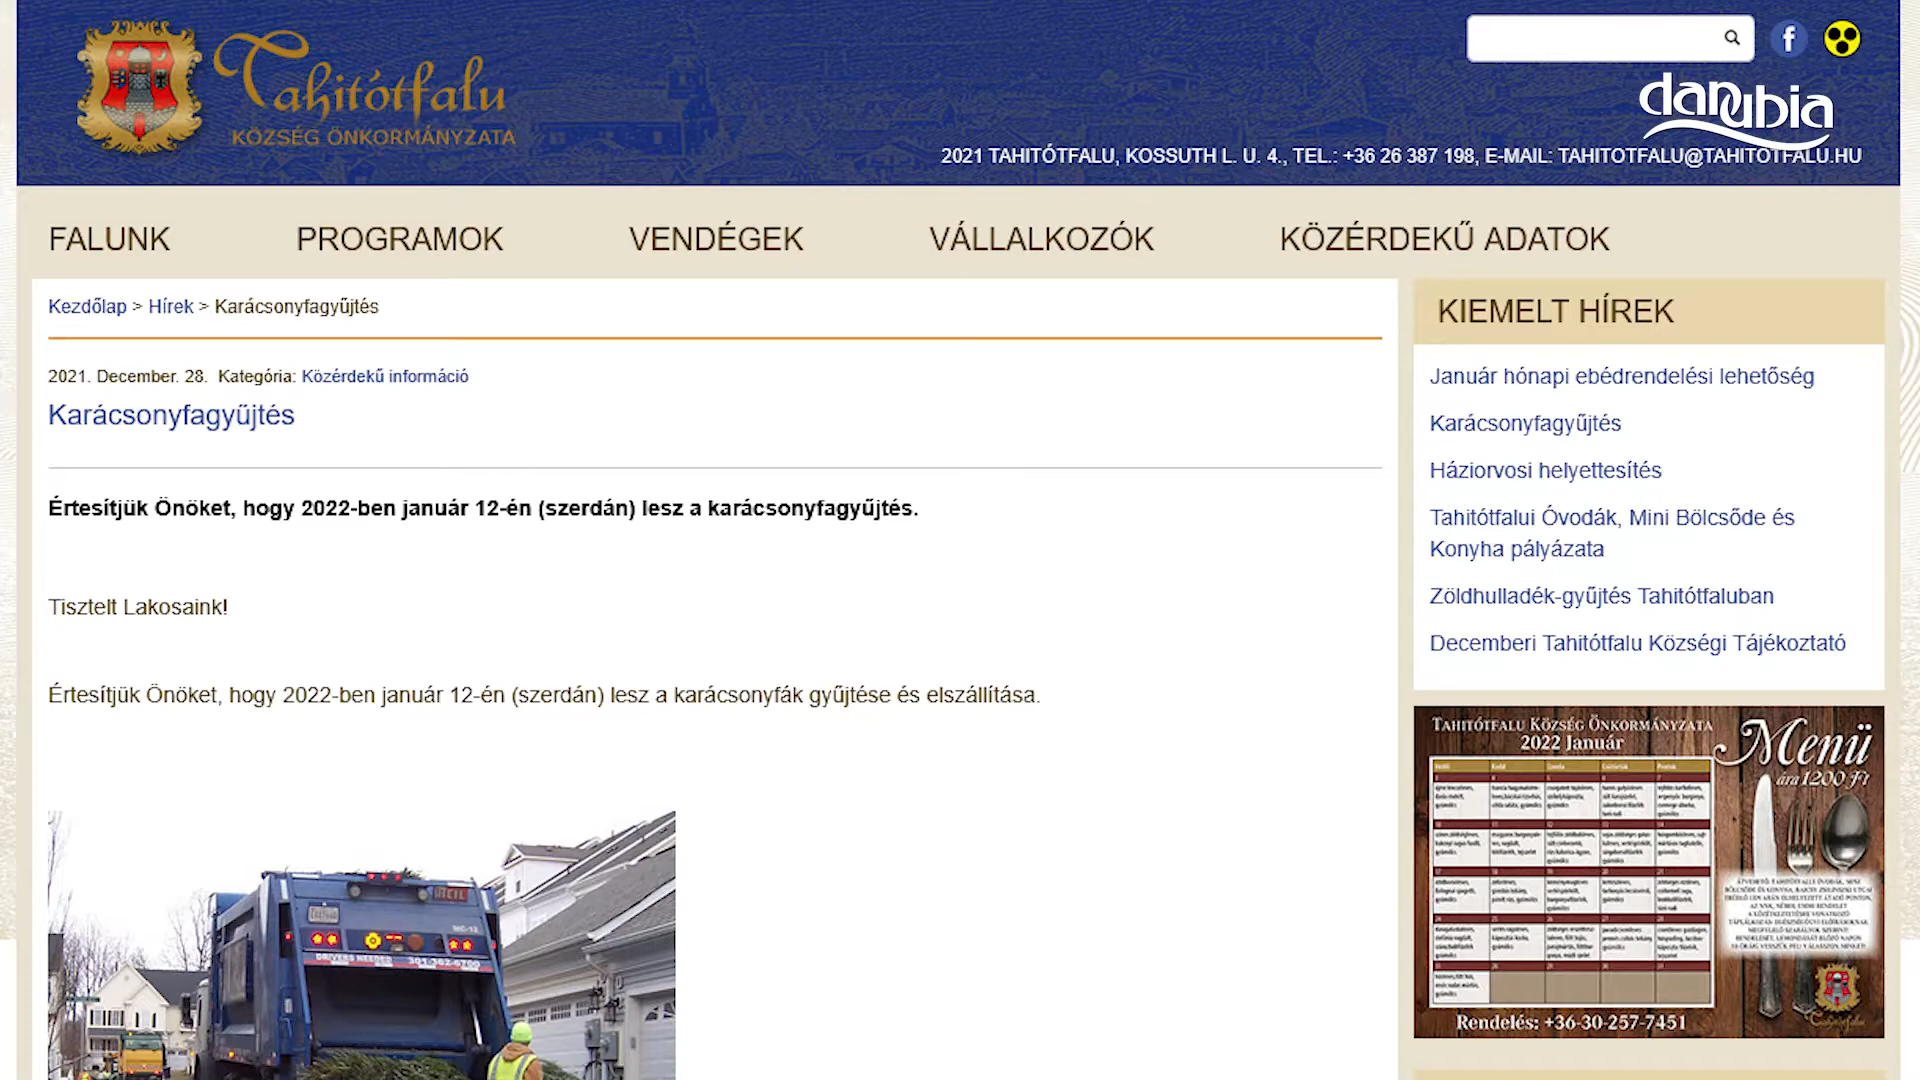 Tahitótfalu
KÖZSÉG ÖNKORMÁNYZATA
danubia
2021 TAHITÓTFALU, KOSSUTH L. U. 4., TEL.: +36 26 387 198, E-MAIL: TAHITOTFALU@TAHITOTFALU.HU
FALUNK PROGRAMOK VENDÉGEK VÁLLALKOZÓK KÖZÉRDEKŰ ADATOK
Kezdőlap > Hírek > Karácsonyfagyűjtés
2021. December. 28. Kategória: Közérdekű információ
Karácsonyfagyűjtés
Értesítjük Önöket, hogy 2022-ben január 12-én (szerdán) lesz a karácsonyfagyűjtés.
Tisztelt Lakosaink!
Értesítjük Önöket, hogy 2022-ben január 12-én (szerdán) lesz a karácsonyfák gyűjtése és elszállítása.
DRIVERS NEEDED 301-362-6700
KIEMELT HÍREK
Január hónapi ebédrendelési lehetőség
Karácsonyfagyűjtés
Háziorvosi helyettesítés
Tahitótfalui Óvodák, Mini Bölcsőde és
Konyha pályázata
Zöldhulladék-gyűjtés Tahitótfaluban
Decemberi Tahitótfalu Községi Tájékoztató
TAHITÓTFALU KÖZSÉG ÖNKORMÁNYZATA
2022 Január
Menü
ára 1200 Ft
Rendelés: +36-30-257-7451